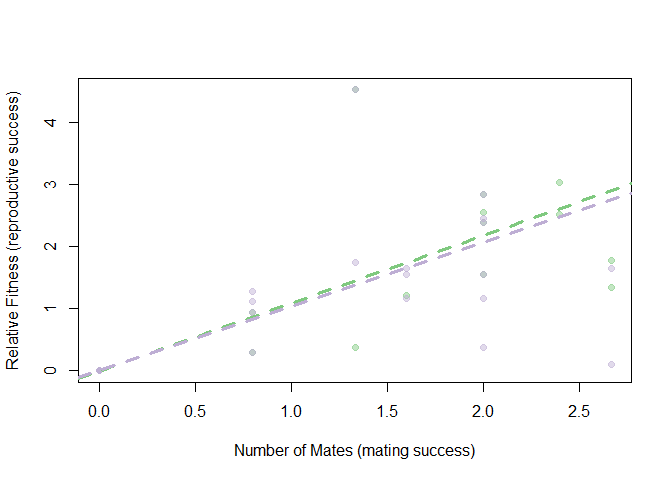 Relative Fitness (reproductive success)
4
3
2
1
0
0.0 0.5 1.0 1.5 2.0 2.5
Number of Mates (mating success)